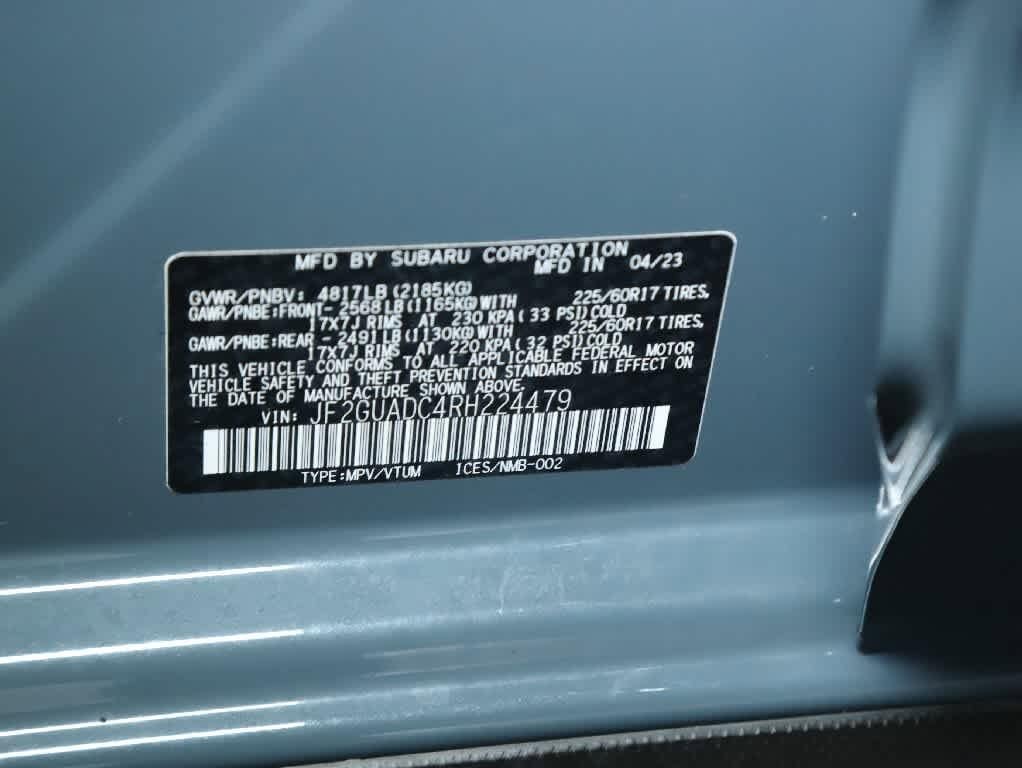 MFD BY SUBARU CORPORATION
MFD IN 04/23
GVWR/PNBV: 4817LB(2185KG)
GAWR/PNBE:FRONT- 2568LB(1165KG)WITH 225/60R17 TIRES,
17x7J RIMS AT 230 KPA(33 PSI)COLD
GAWR/PNBE:REAR - 2491LB(1130KG)WITH 225/60R17 TIRES,
17x7J RIMS AT 220 KPA(32 PSI)COLD
THIS VEHICLE CONFORMS TO ALL APPLICABLE FEDERAL MOTOR
VEHICLE SAFETY AND THEFT PREVENTION STANDARDS IN EFFECT ON
THE DATE OF MANUFACTURE SHOWN ABOVE.
VIN: JF2GUADC4RH224479
TYPE:MPV/VTUM ICES/NMB-002